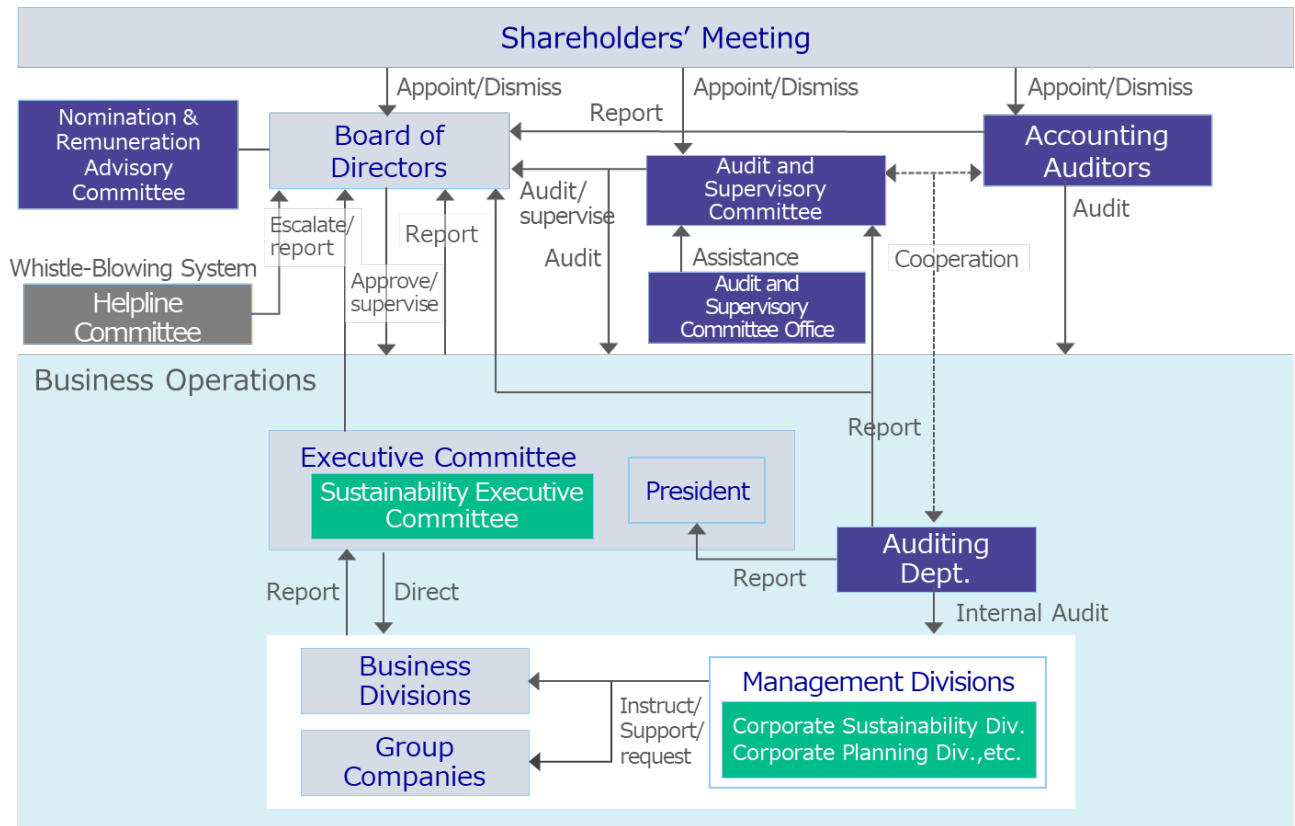 Shareholders’ Meeting
Appoint/Dismiss
Appoint/Dismiss
Appoint/Dismiss
Nomination &
Remuneration
Advisory
Committee
Board of
Directors
Report
Accounting
Auditors
Audit and
Supervisory
Committee
Audit/
supervise
Audit
Audit
Escalate/
report
Report
Approve/
supervise
Assistance
Cooperation
Whistle-Blowing System
Helpline
Committee
Audit and
Supervisory
Committee Office
Business Operations
Report
Executive Committee
Sustainability Executive
Committee
President
Auditing
Dept.
Report
Report
Direct
Internal Audit
Business
Divisions
Group
Companies
Instruct/
Support/
request
Management Divisions
Corporate Sustainability Div.
Corporate Planning Div.,etc.